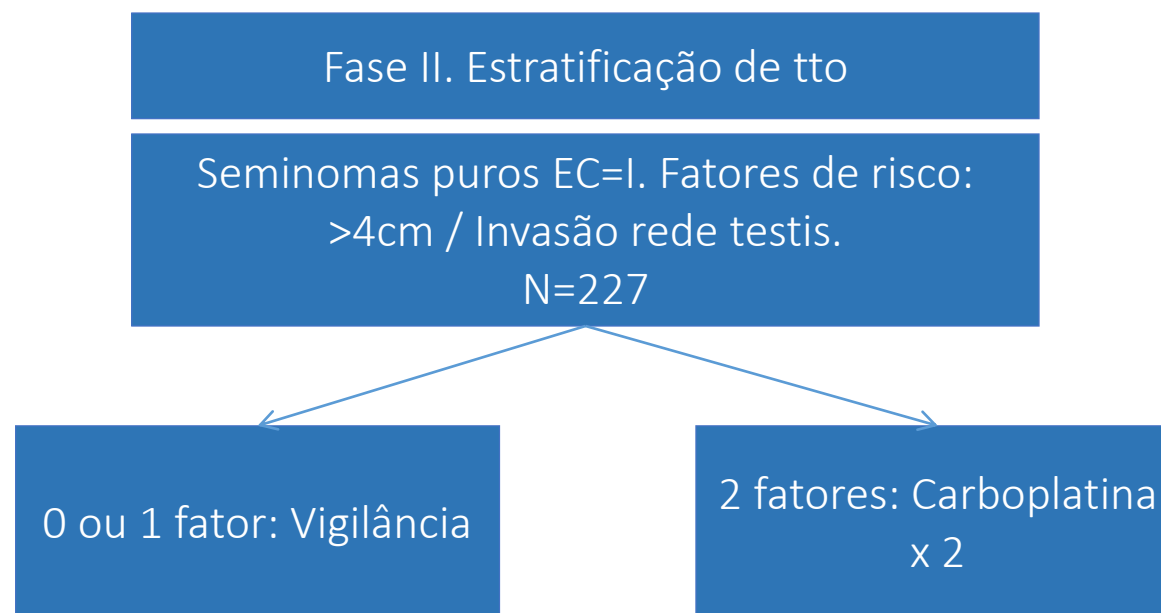 Fase II. Estratificação de tto
Seminomas puros EC=I. Fatores de risco:
>4cm / Invasão rede testis.
N=227
0 ou 1 fator: Vigilância
2 fatores: Carboplatina
x 2